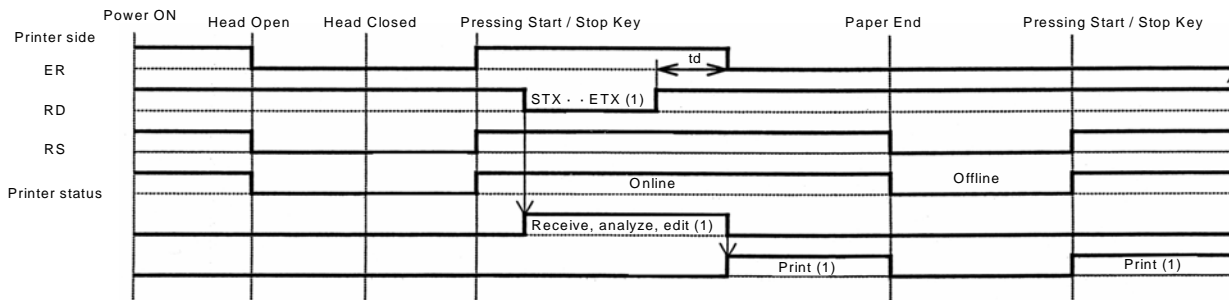 Power ON
Head Open
Head Closed
Pressing Start / Stop Key
Paper End
Pressing Start / Stop Key
Printer side
ER
td
RD
STX · · ETX (1)
RS
Printer status
Online
Offline
Receive, analyze, edit (1)
Print (1)
Print (1)